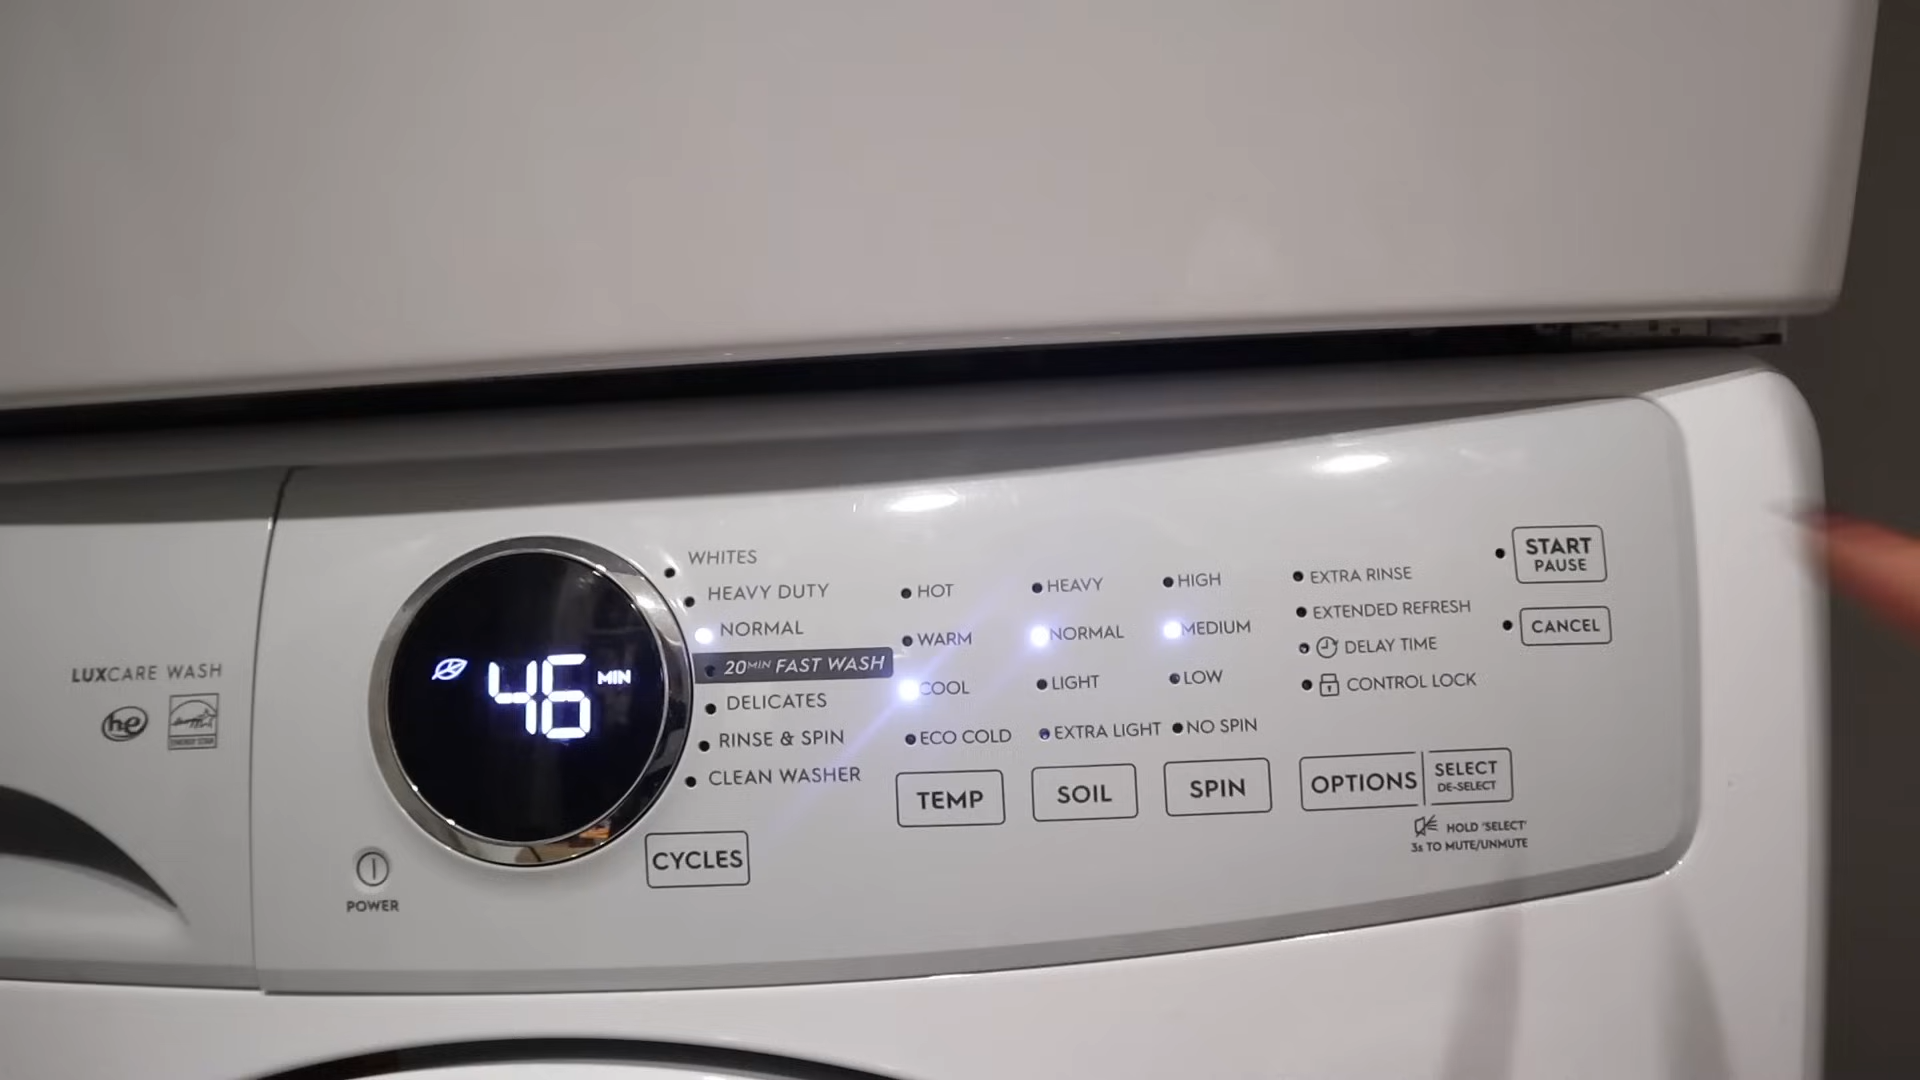 LUXCARE WASH
he
ENERGY STAR
POWER
46 MIN
WHITES
HEAVY DUTY
NORMAL
20MIN FAST WASH
DELICATES
RINSE & SPIN
CLEAN WASHER
CYCLES
HOT
WARM
COOL
ECO COLD
TEMP
HEAVY
NORMAL
LIGHT
EXTRA LIGHT
SOIL
HIGH
MEDIUM
LOW
NO SPIN
SPIN
EXTRA RINSE
EXTENDED REFRESH
DELAY TIME
CONTROL LOCK
OPTIONS
SELECT
DE-SELECT
HOLD 'SELECT'
3s TO MUTE/UNMUTE
START
PAUSE
CANCEL